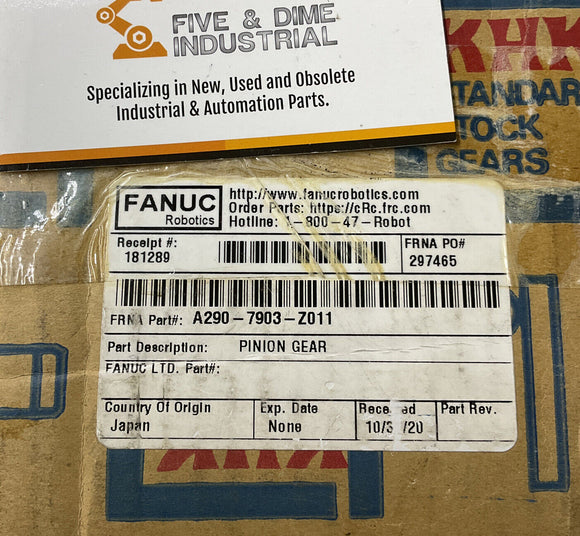 FIVE & DIME
INDUSTRIAL
Specializing in New, Used and Obsolete
Industrial & Automation Parts.
KHK
STANDAR
STOCK
GEARS
FANUC
Robotics
http://www.fanucrobotics.com
Order Parts: https://cRc.frc.com
Hotline: 1-800-47-Robot
Receipt #:
181289
FRNA PO#
297465
FRNA Part#: A290-7903-Z011
Part Description: PINION GEAR
FANUC LTD. Part#:
Country Of Origin
Japan
Exp. Date
None
Received
Part Rev.
KHK